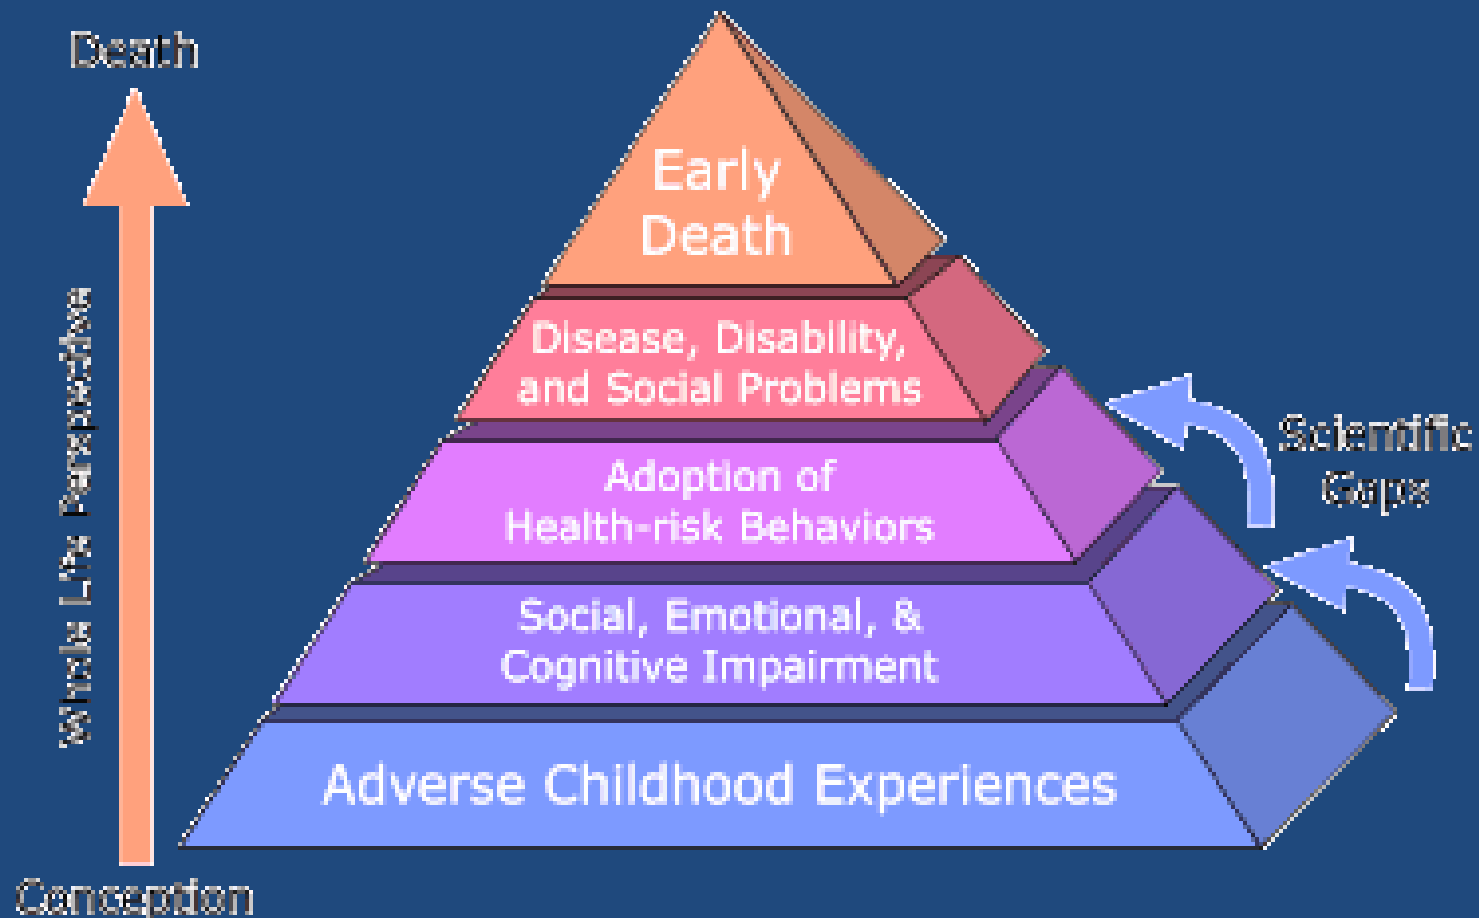 Death
Early
Death
Disease, Disability,
and Social Problems
Scientific
Gaps
Adoption of
Health-risk Behaviors
Whole Life Perspective
Social, Emotional, &
Cognitive Impairment
Adverse Childhood Experiences
Conception